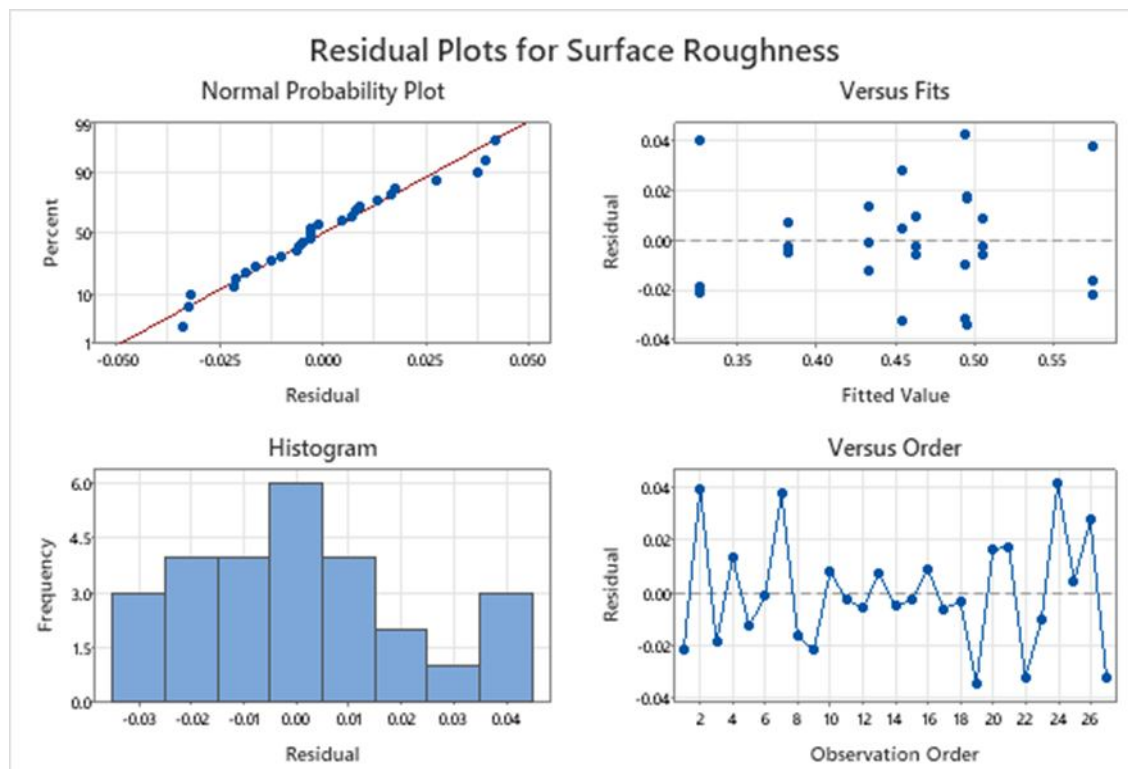 Residual Plots for Surface Roughness
Normal Probability Plot
99
90
50
10
1
Percent
-0.050 -0.025 0.000 0.025 0.050
Residual
Versus Fits
0.04
0.02
0.00
-0.02
-0.04
Residual
0.35 0.40 0.45 0.50 0.55
Fitted Value
Histogram
6.0
4.5
3.0
1.5
0.0
Frequency
-0.03 -0.02 -0.01 0.00 0.01 0.02 0.03 0.04
Residual
Versus Order
0.04
0.02
0.00
-0.02
-0.04
Residual
2 4 6 8 10 12 14 16 18 20 22 24 26
Observation Order